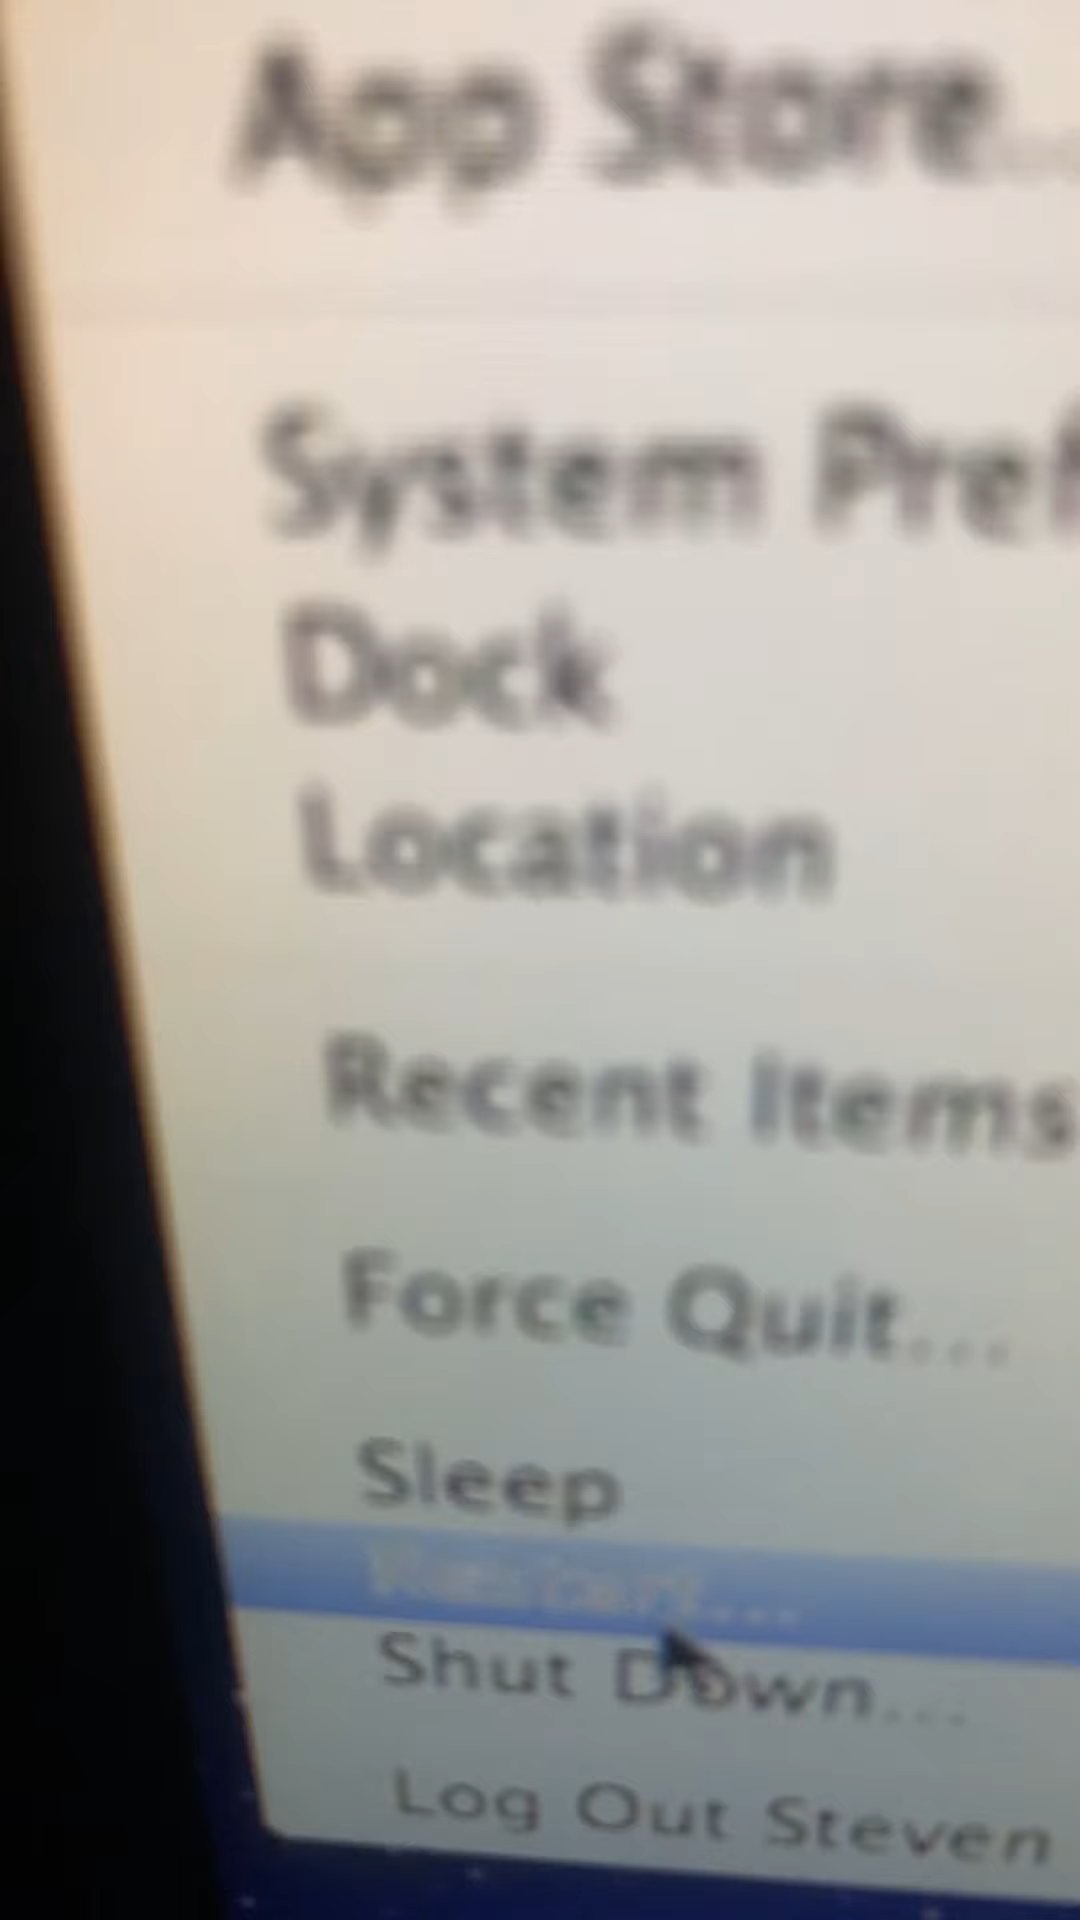 App Store...
System Pref
Dock
Location
Recent Items
Force Quit...
Sleep
Restart...
Shut Down...
Log Out Steven